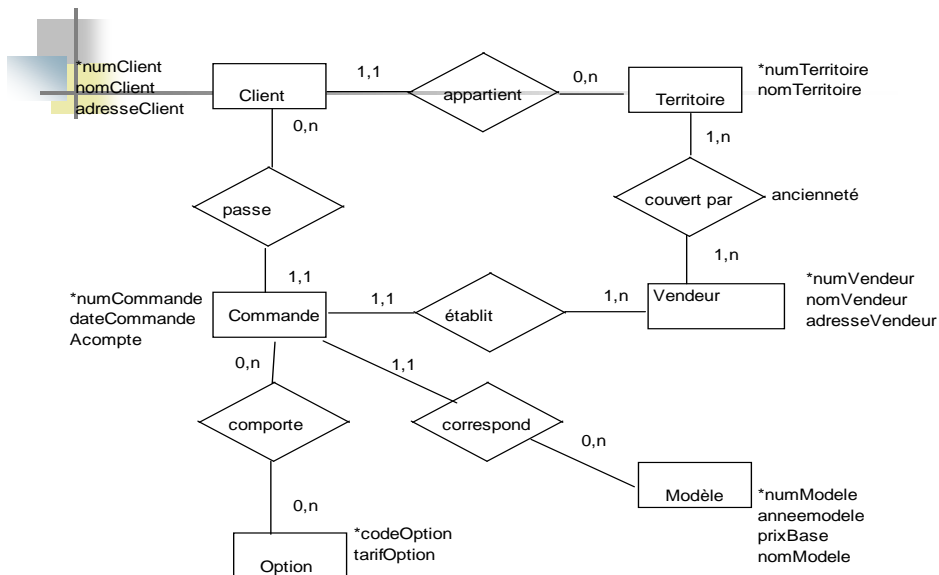 *numClient
nomClient
adresseClient
Client
1,1
appartient
0,n
Territoire
*numTerritoire
nomTerritoire
0,n
1,n
passe
couvert par
ancienneté
1,1
1,n
*numCommande
dateCommande
Acompte
Commande
1,1
établit
1,n
Vendeur
*numVendeur
nomVendeur
adresseVendeur
0,n
1,1
comporte
correspond
0,n
Modèle
*numModele
anneemodele
prixBase
nomModele
0,n
Option
*codeOption
tarifOption